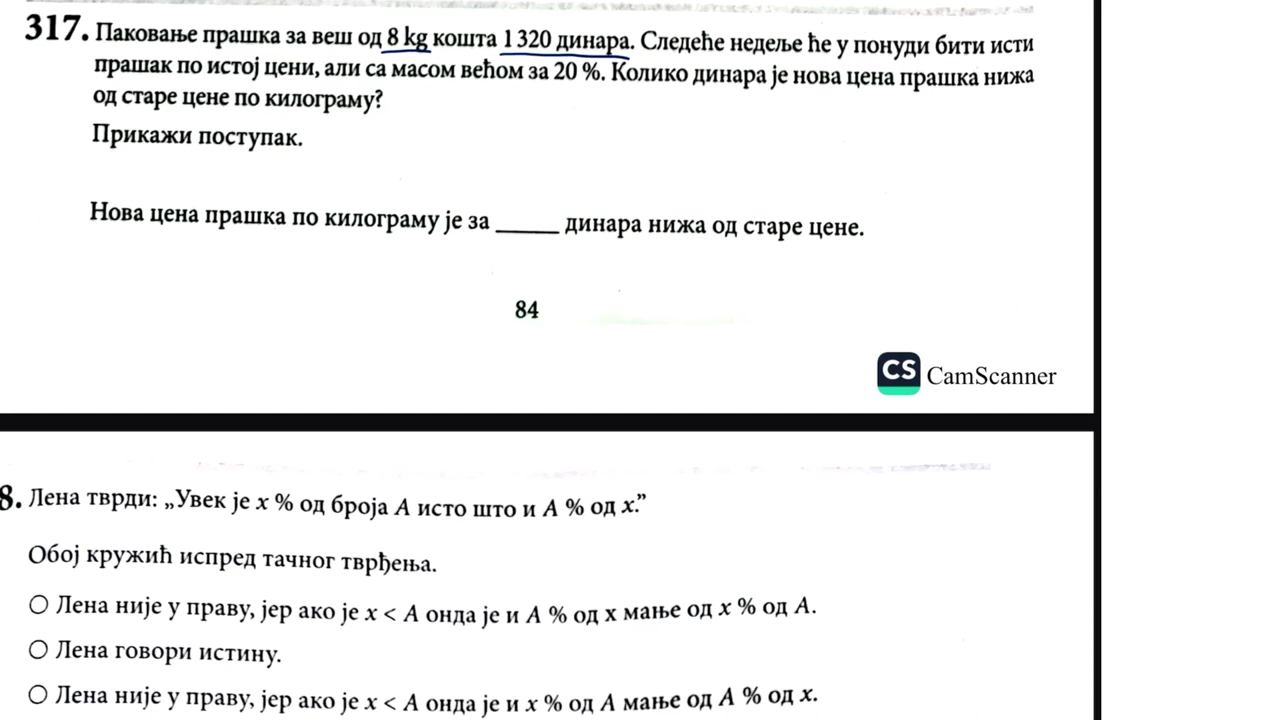 317. Паковање прашка за веш од 8 kg кошта 1 320 динара. Следеће недеље ће у понуди бити исти
прашак по истој цени, али са масом већом за 20 %. Колико динара је нова цена прашка нижа
од старе цене по килограму?
Прикажи поступак.
Нова цена прашка по килограму је за _____ динара нижа од старе цене.
84
CS CamScanner
8. Лена тврди: „Увек је x % од броја A исто што и A % од x.”
Обој кружић испред тачног тврђења.
○ Лена није у праву, јер ако је x < A онда је и A % од x мање од x % од A.
○ Лена говори истину.
○ Лена није у праву, јер ако је x < A онда је и x % од A мање од A % од x.